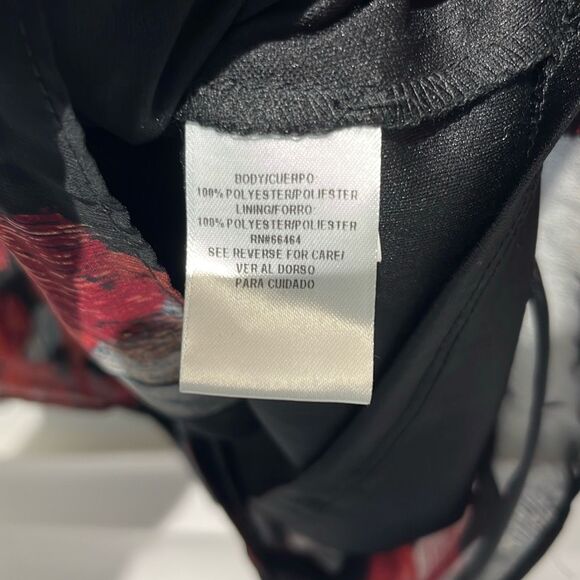 BODY/CUERPO
100% POLYESTER/POLIESTER
LINING/FORRO:
100% POLYESTER/POLIESTER
RN#66464
SEE REVERSE FOR CARE/
VER AL DORSO
PARA CUIDADO